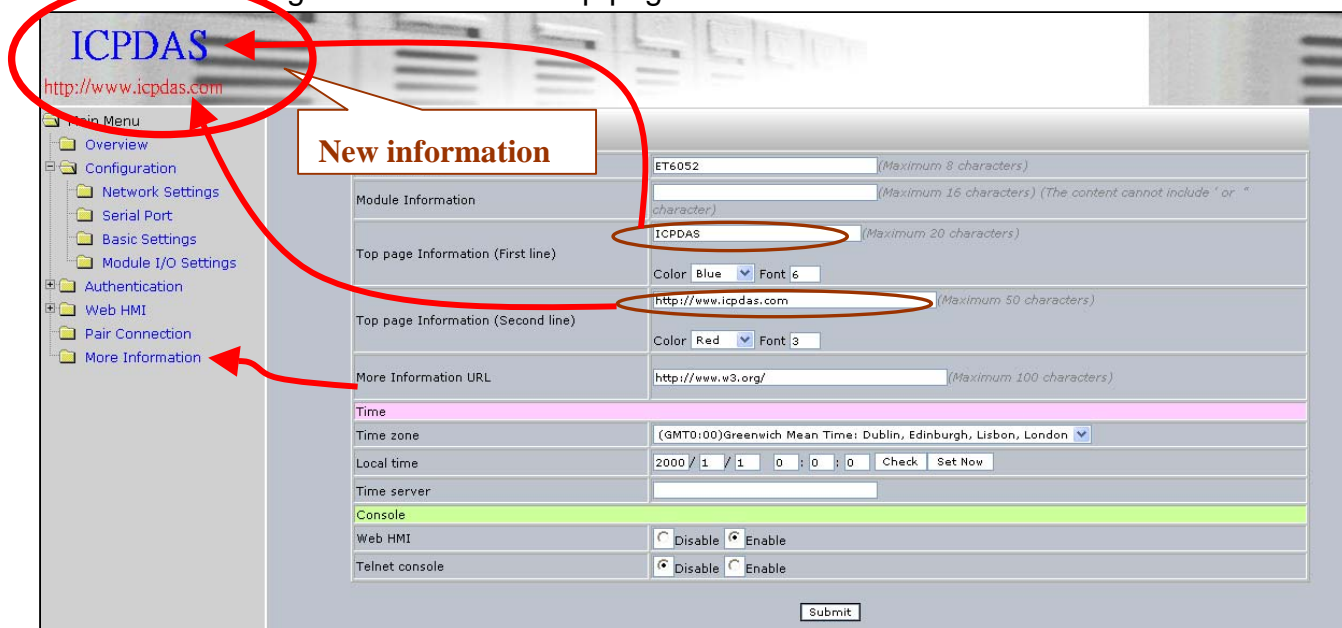 ICPDAS
http://www.icpdas.com
Main Menu
Overview
Configuration
Network Settings
Serial Port
Basic Settings
Module I/O Settings
Authentication
Web HMI
Pair Connection
More Information
New information
ET6052 (Maximum 8 characters)
Module Information (Maximum 16 characters) (The content cannot include ' or "
character)
Top page Information (First line) ICPDAS (Maximum 20 characters)
Color Blue Font 6
Top page Information (Second line) http://www.icpdas.com (Maximum 50 characters)
Color Red Font 3
More Information URL http://www.w3.org/ (Maximum 100 characters)
Time
Time zone (GMT0:00)Greenwich Mean Time: Dublin, Edinburgh, Lisbon, London
Local time 2000 / 1 / 1 0 : 0 : 0 Check Set Now
Time server
Console
Web HMI Disable Enable
Telnet console Disable Enable
Submit